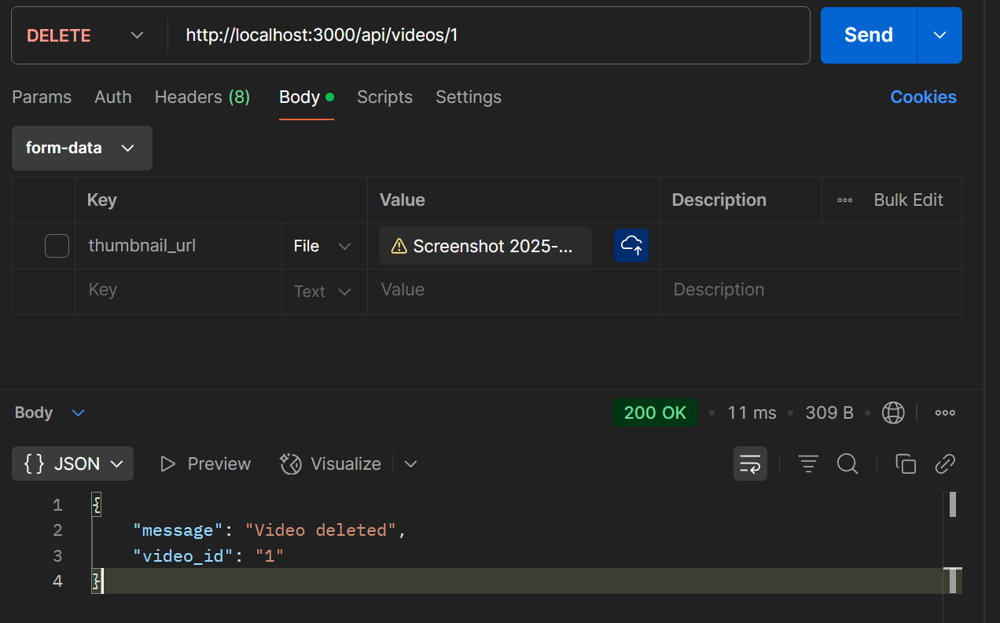 DELETE http://localhost:3000/api/videos/1 Send
Params Auth Headers (8) Body Scripts Settings Cookies
form-data
Key Value Description Bulk Edit
thumbnail_url File Screenshot 2025-...
Key Text Value Description
Body 200 OK 11 ms 309 B
{} JSON Preview Visualize
1 {
2 "message": "Video deleted",
3 "video_id": "1"
4 }